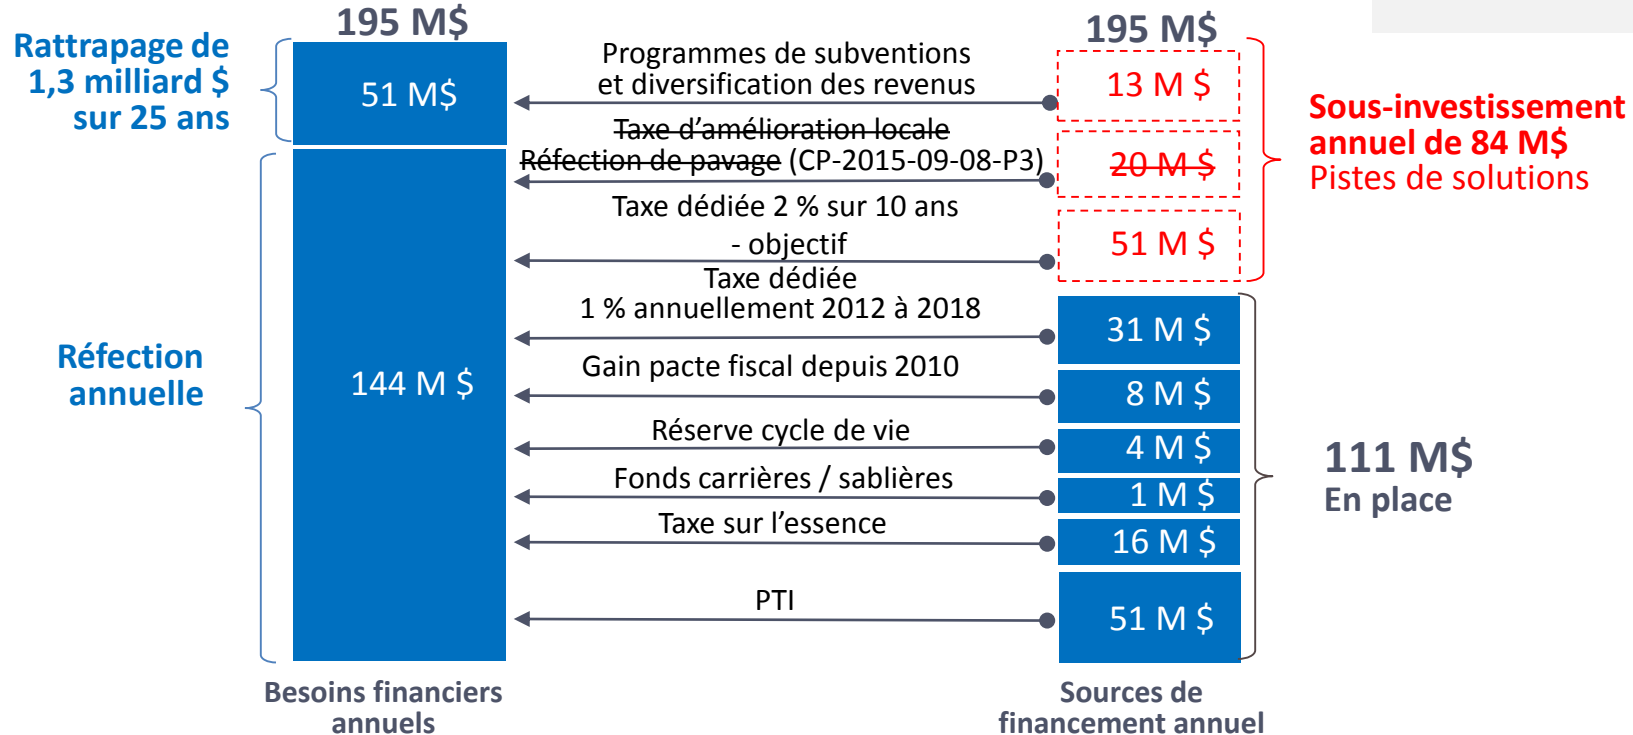 195 M$
195 M$
Rattrapage de
1,3 milliard $
sur 25 ans
51 M$
Programmes de subventions
et diversification des revenus
13 M $
Sous-investissement
annuel de 84 M$
Pistes de solutions
Taxe d’amélioration locale
Réfection de pavage (CP-2015-09-08-P3)
20 M $
Taxe dédiée 2 % sur 10 ans
- objectif
51 M $
Taxe dédiée
1 % annuellement 2012 à 2018
31 M $
Réfection
annuelle
144 M $
Gain pacte fiscal depuis 2010
8 M $
Réserve cycle de vie
4 M $
111 M$
En place
Fonds carrières / sablières
1 M $
Taxe sur l’essence
16 M $
PTI
51 M $
Besoins financiers
annuels
Sources de
financement annuel